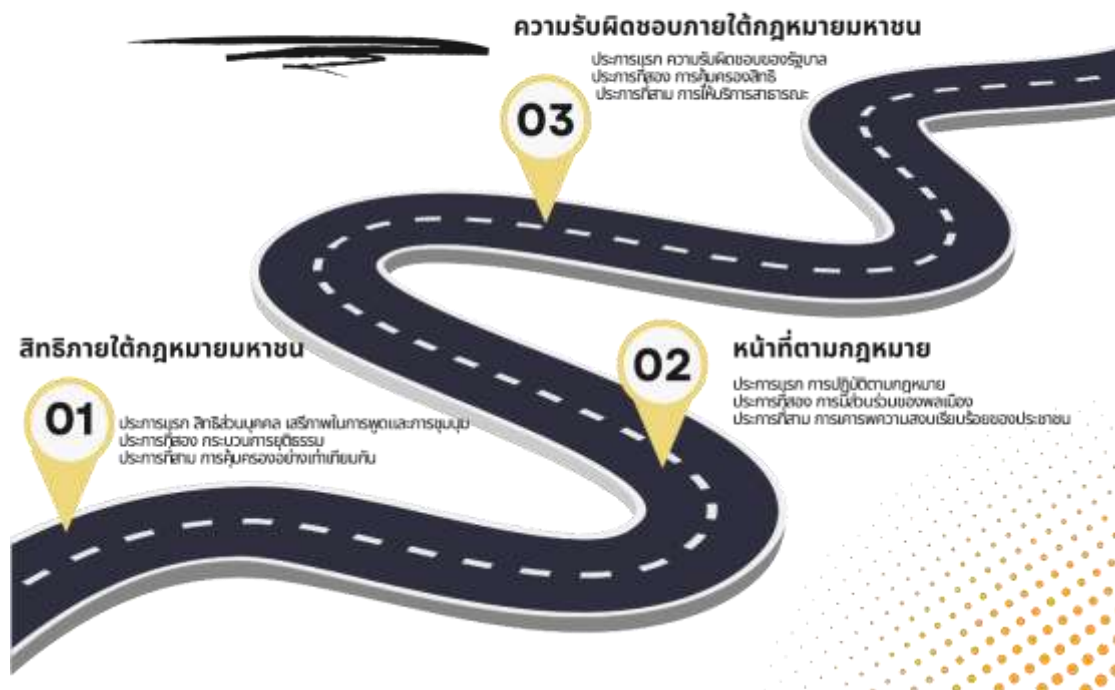 ความรับผิดชอบภายใต้กฎหมายมหาชน
ประการแรก ความรับผิดชอบของรัฐบาล
ประการที่สอง การคุ้มครองสิทธิ
ประการที่สาม การให้บริการสาธารณะ
03
สิทธิภายใต้กฎหมายมหาชน
01
ประการแรก สิทธิส่วนบุคคล เสรีภาพในการพูดและการชุมนุม
ประการที่สอง กระบวนการยุติธรรม
ประการที่สาม การคุ้มครองอย่างเท่าเทียมกัน
02
หน้าที่ตามกฎหมาย
ประการแรก การปฏิบัติตามกฎหมาย
ประการที่สอง การมีส่วนร่วมของพลเมือง
ประการที่สาม การเคารพความสงบเรียบร้อยของประชาชน